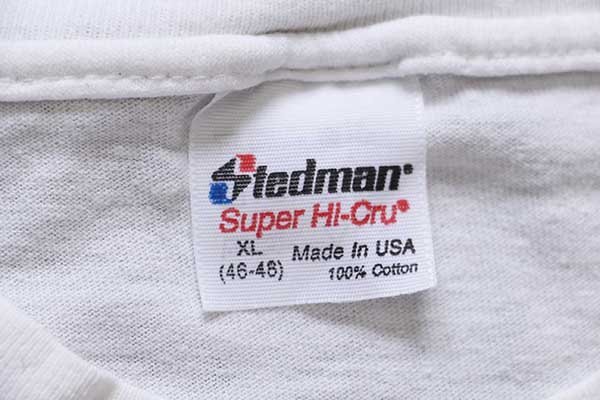 Stedman®
Super Hi-Cru®
XL
(46-48)
Made In USA
100% Cotton